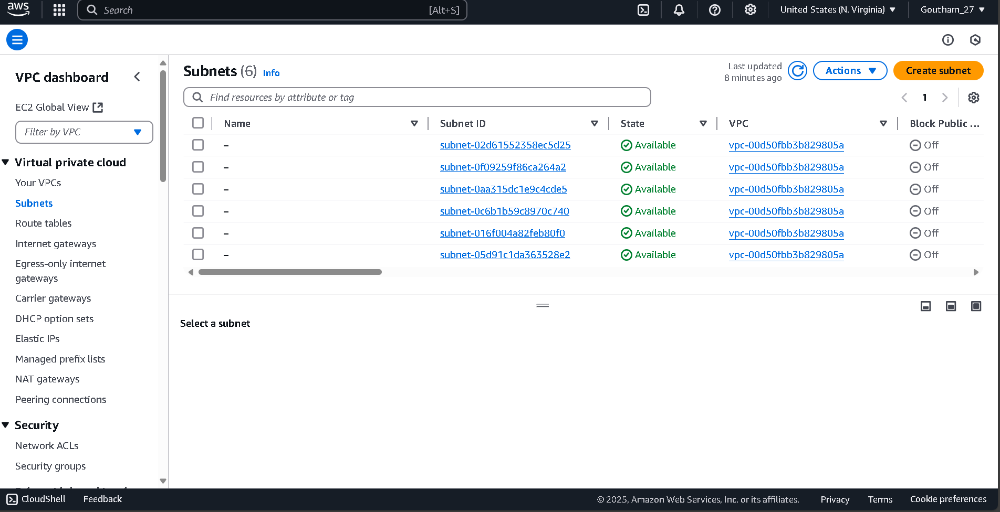 aws
Search [Alt+S]
United States (N. Virginia)
Goutham_27
VPC dashboard
EC2 Global View
Filter by VPC
Virtual private cloud
Your VPCs
Subnets
Route tables
Internet gateways
Egress-only internet
gateways
Carrier gateways
DHCP option sets
Elastic IPs
Managed prefix lists
NAT gateways
Peering connections
Security
Network ACLs
Security groups
Subnets (6) Info
Last updated
8 minutes ago
Actions
Create subnet
Find resources by attribute or tag
1
Name Subnet ID State VPC Block Public ...
– subnet-02d61552358ec5d25 Available vpc-00d50fbb3b829805a Off
– subnet-0f09259f86ca264a2 Available vpc-00d50fbb3b829805a Off
– subnet-0aa315dc1e9c4cde5 Available vpc-00d50fbb3b829805a Off
– subnet-0c6b1b59c8970c740 Available vpc-00d50fbb3b829805a Off
– subnet-016f004a82feb80f0 Available vpc-00d50fbb3b829805a Off
– subnet-05d91c1da363528e2 Available vpc-00d50fbb3b829805a Off
Select a subnet
CloudShell Feedback
© 2025, Amazon Web Services, Inc. or its affiliates. Privacy Terms Cookie preferences